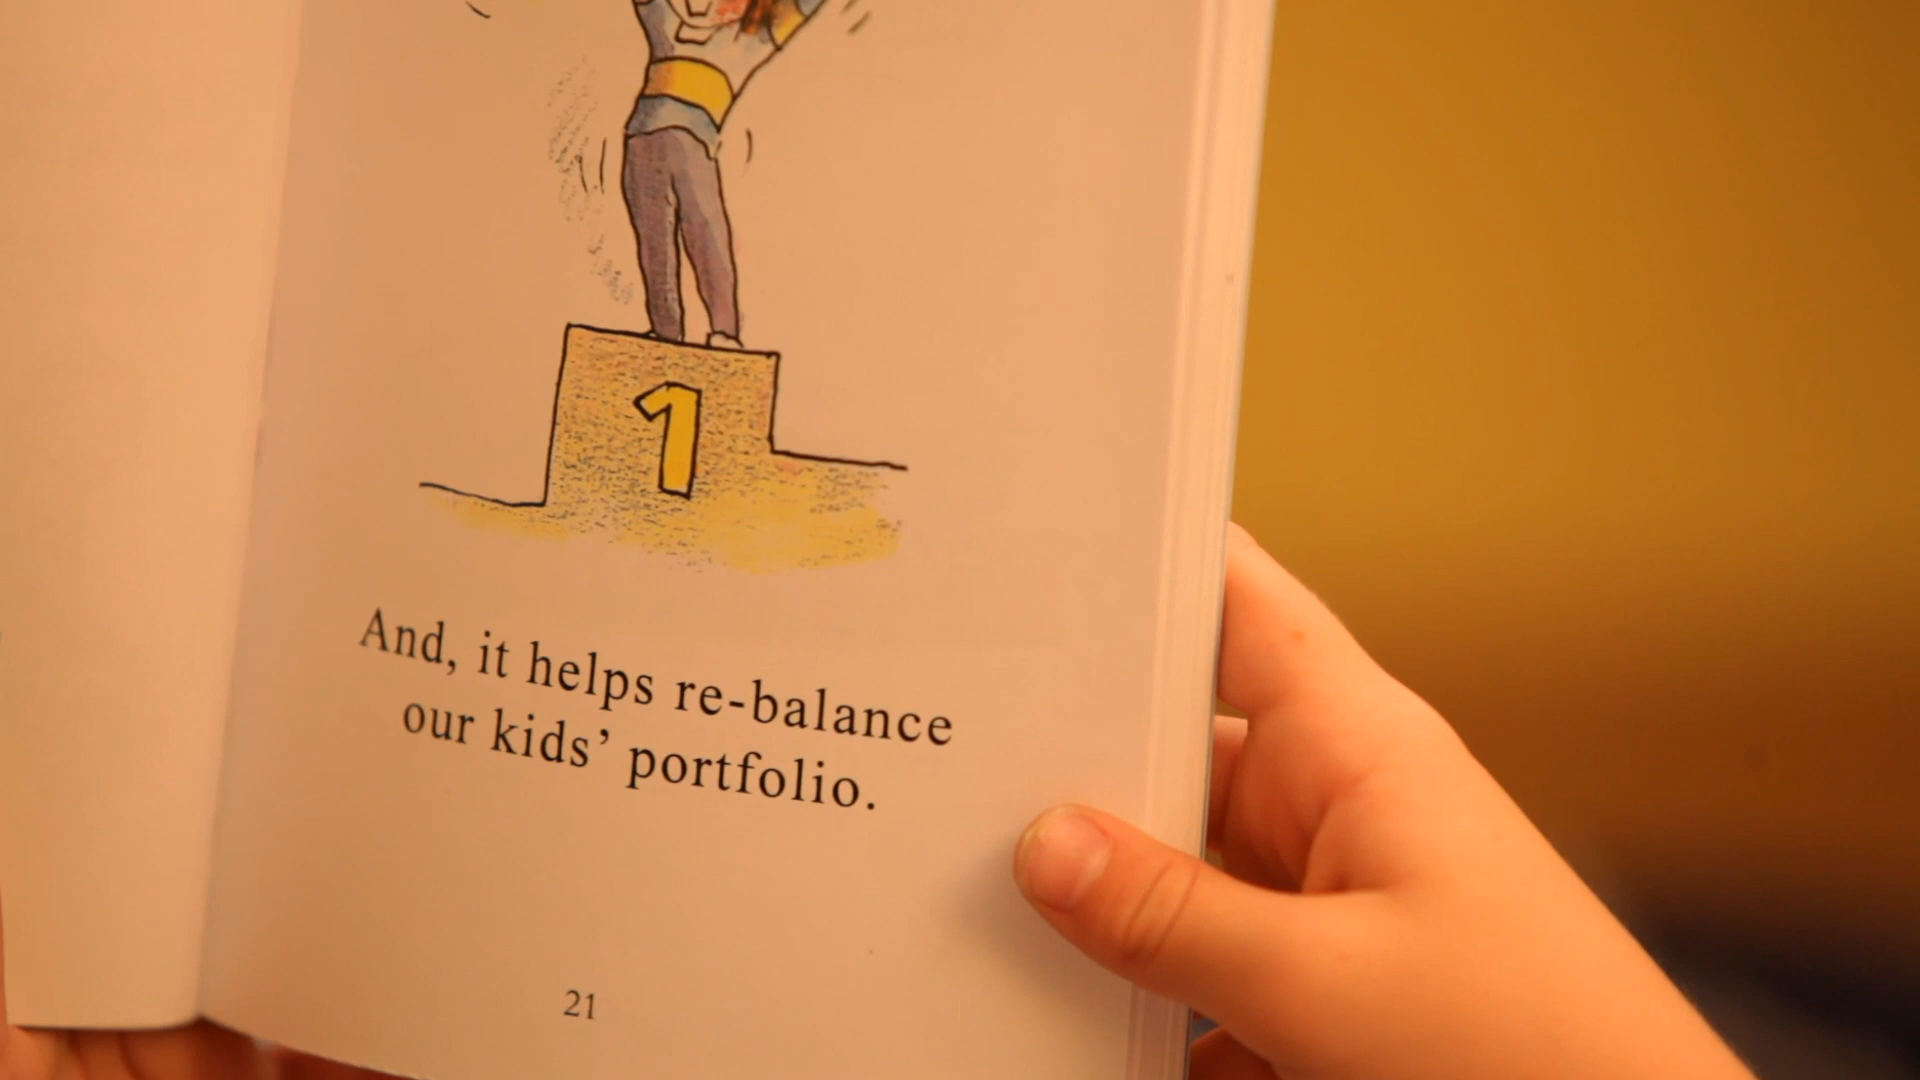 1
And, it helps re-balance
our kids’ portfolio.
21